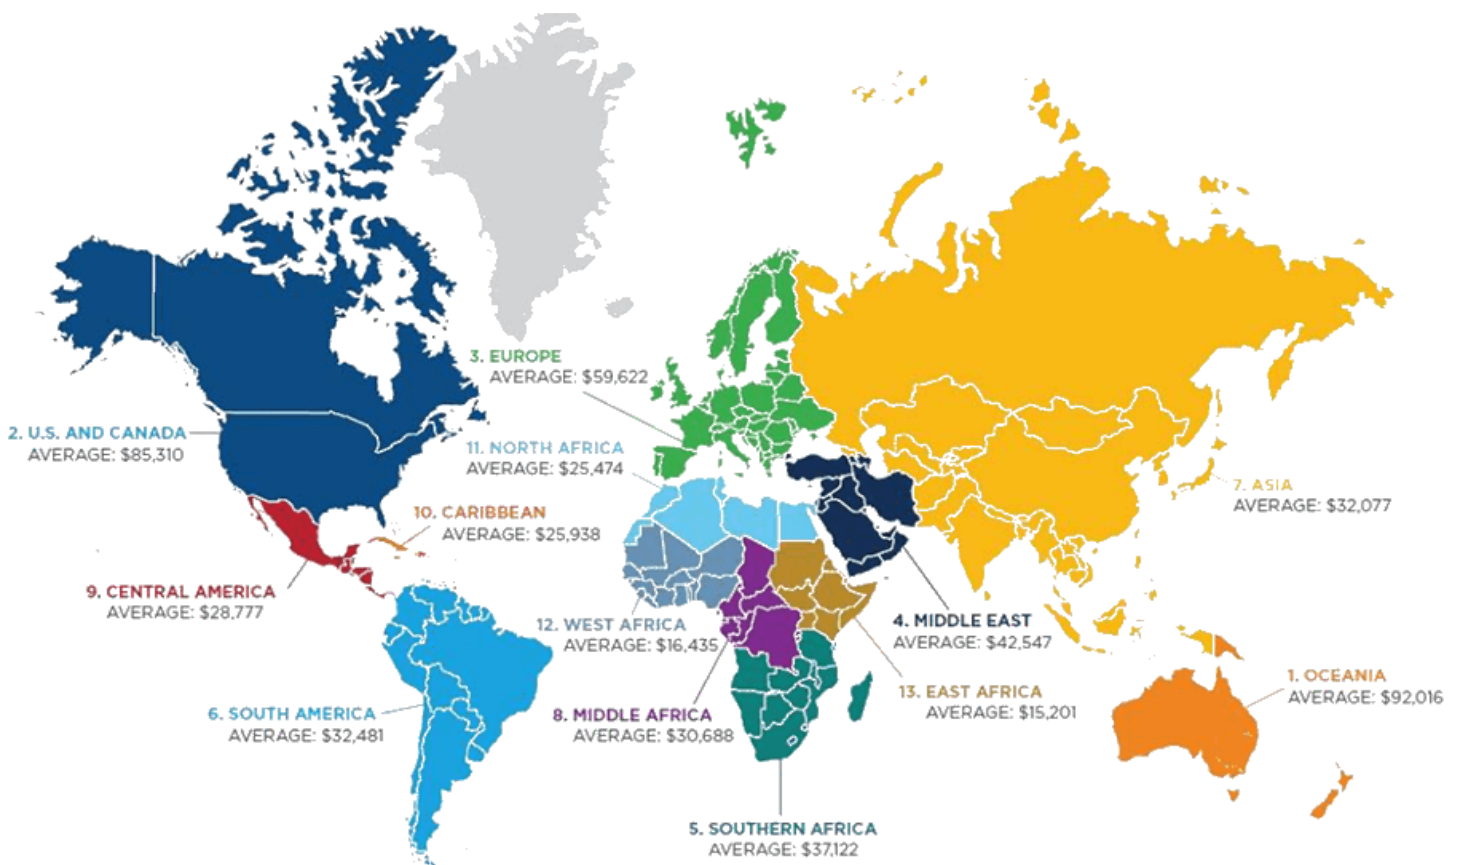 3. EUROPE
AVERAGE: $59,622
2. U.S. AND CANADA
AVERAGE: $85,310
11. NORTH AFRICA
AVERAGE: $25,474
7. ASIA
AVERAGE: $32,077
10. CARIBBEAN
AVERAGE: $25,938
9. CENTRAL AMERICA
AVERAGE: $28,777
12. WEST AFRICA
AVERAGE: $16,435
4. MIDDLE EAST
AVERAGE: $42,547
1. OCEANIA
AVERAGE: $92,016
13. EAST AFRICA
AVERAGE: $15,201
6. SOUTH AMERICA
AVERAGE: $32,481
8. MIDDLE AFRICA
AVERAGE: $30,688
5. SOUTHERN AFRICA
AVERAGE: $37,122